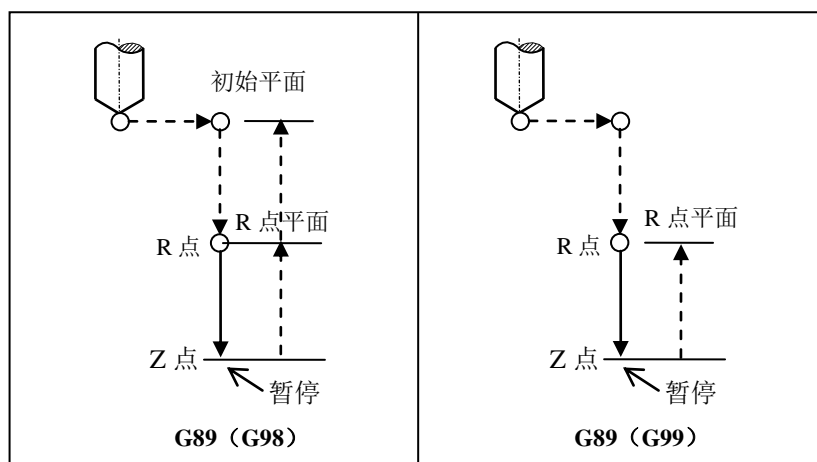 初始平面
R 点平面
R 点
Z 点
暂停
G89（G98）
R 点平面
R 点
Z 点
暂停
G89（G99）